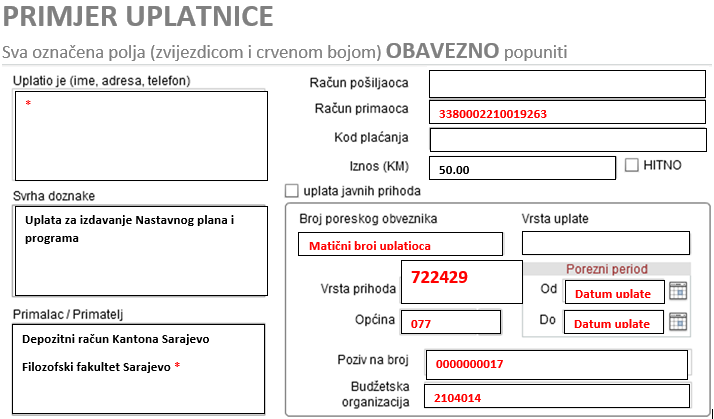 PRIMJER UPLATNICE
Sva označena polja (zvijezdicom i crvenom bojom) OBAVEZNO popuniti
Uplatio je (ime, adresa, telefon)
*
Svrha doznake
Uplata za izdavanje Nastavnog plana i
programa
Primalac / Primatelj
Depozitni račun Kantona Sarajevo
Filozofski fakultet Sarajevo *
Račun pošiljaoca
Račun primaoca 3380002210019263
Kod plaćanja
Iznos (KM) 50.00 HITNO
uplata javnih prihoda
Broj poreskog obveznika Vrsta uplate
Matični broj uplatioca
Porezni period
Vrsta prihoda 722429 Od Datum uplate
Općina 077 Do Datum uplate
Poziv na broj 0000000017
Budžetska
organizacija 2104014